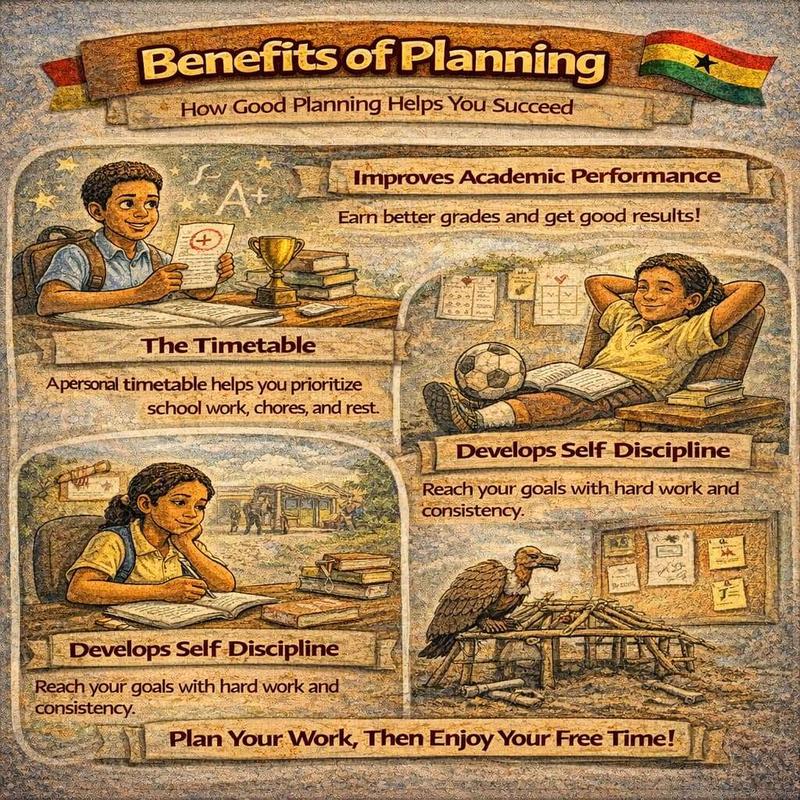 Benefits of Planning
How Good Planning Helps You Succeed
A+
Improves Academic Performance
Earn better grades and get good results!
The Timetable
A personal timetable helps you prioritize
school work, chores, and rest.
Develops Self Discipline
Reach your goals with hard work and
consistency.
Develops Self Discipline
Reach your goals with hard work and
consistency.
Plan Your Work, Then Enjoy Your Free Time!